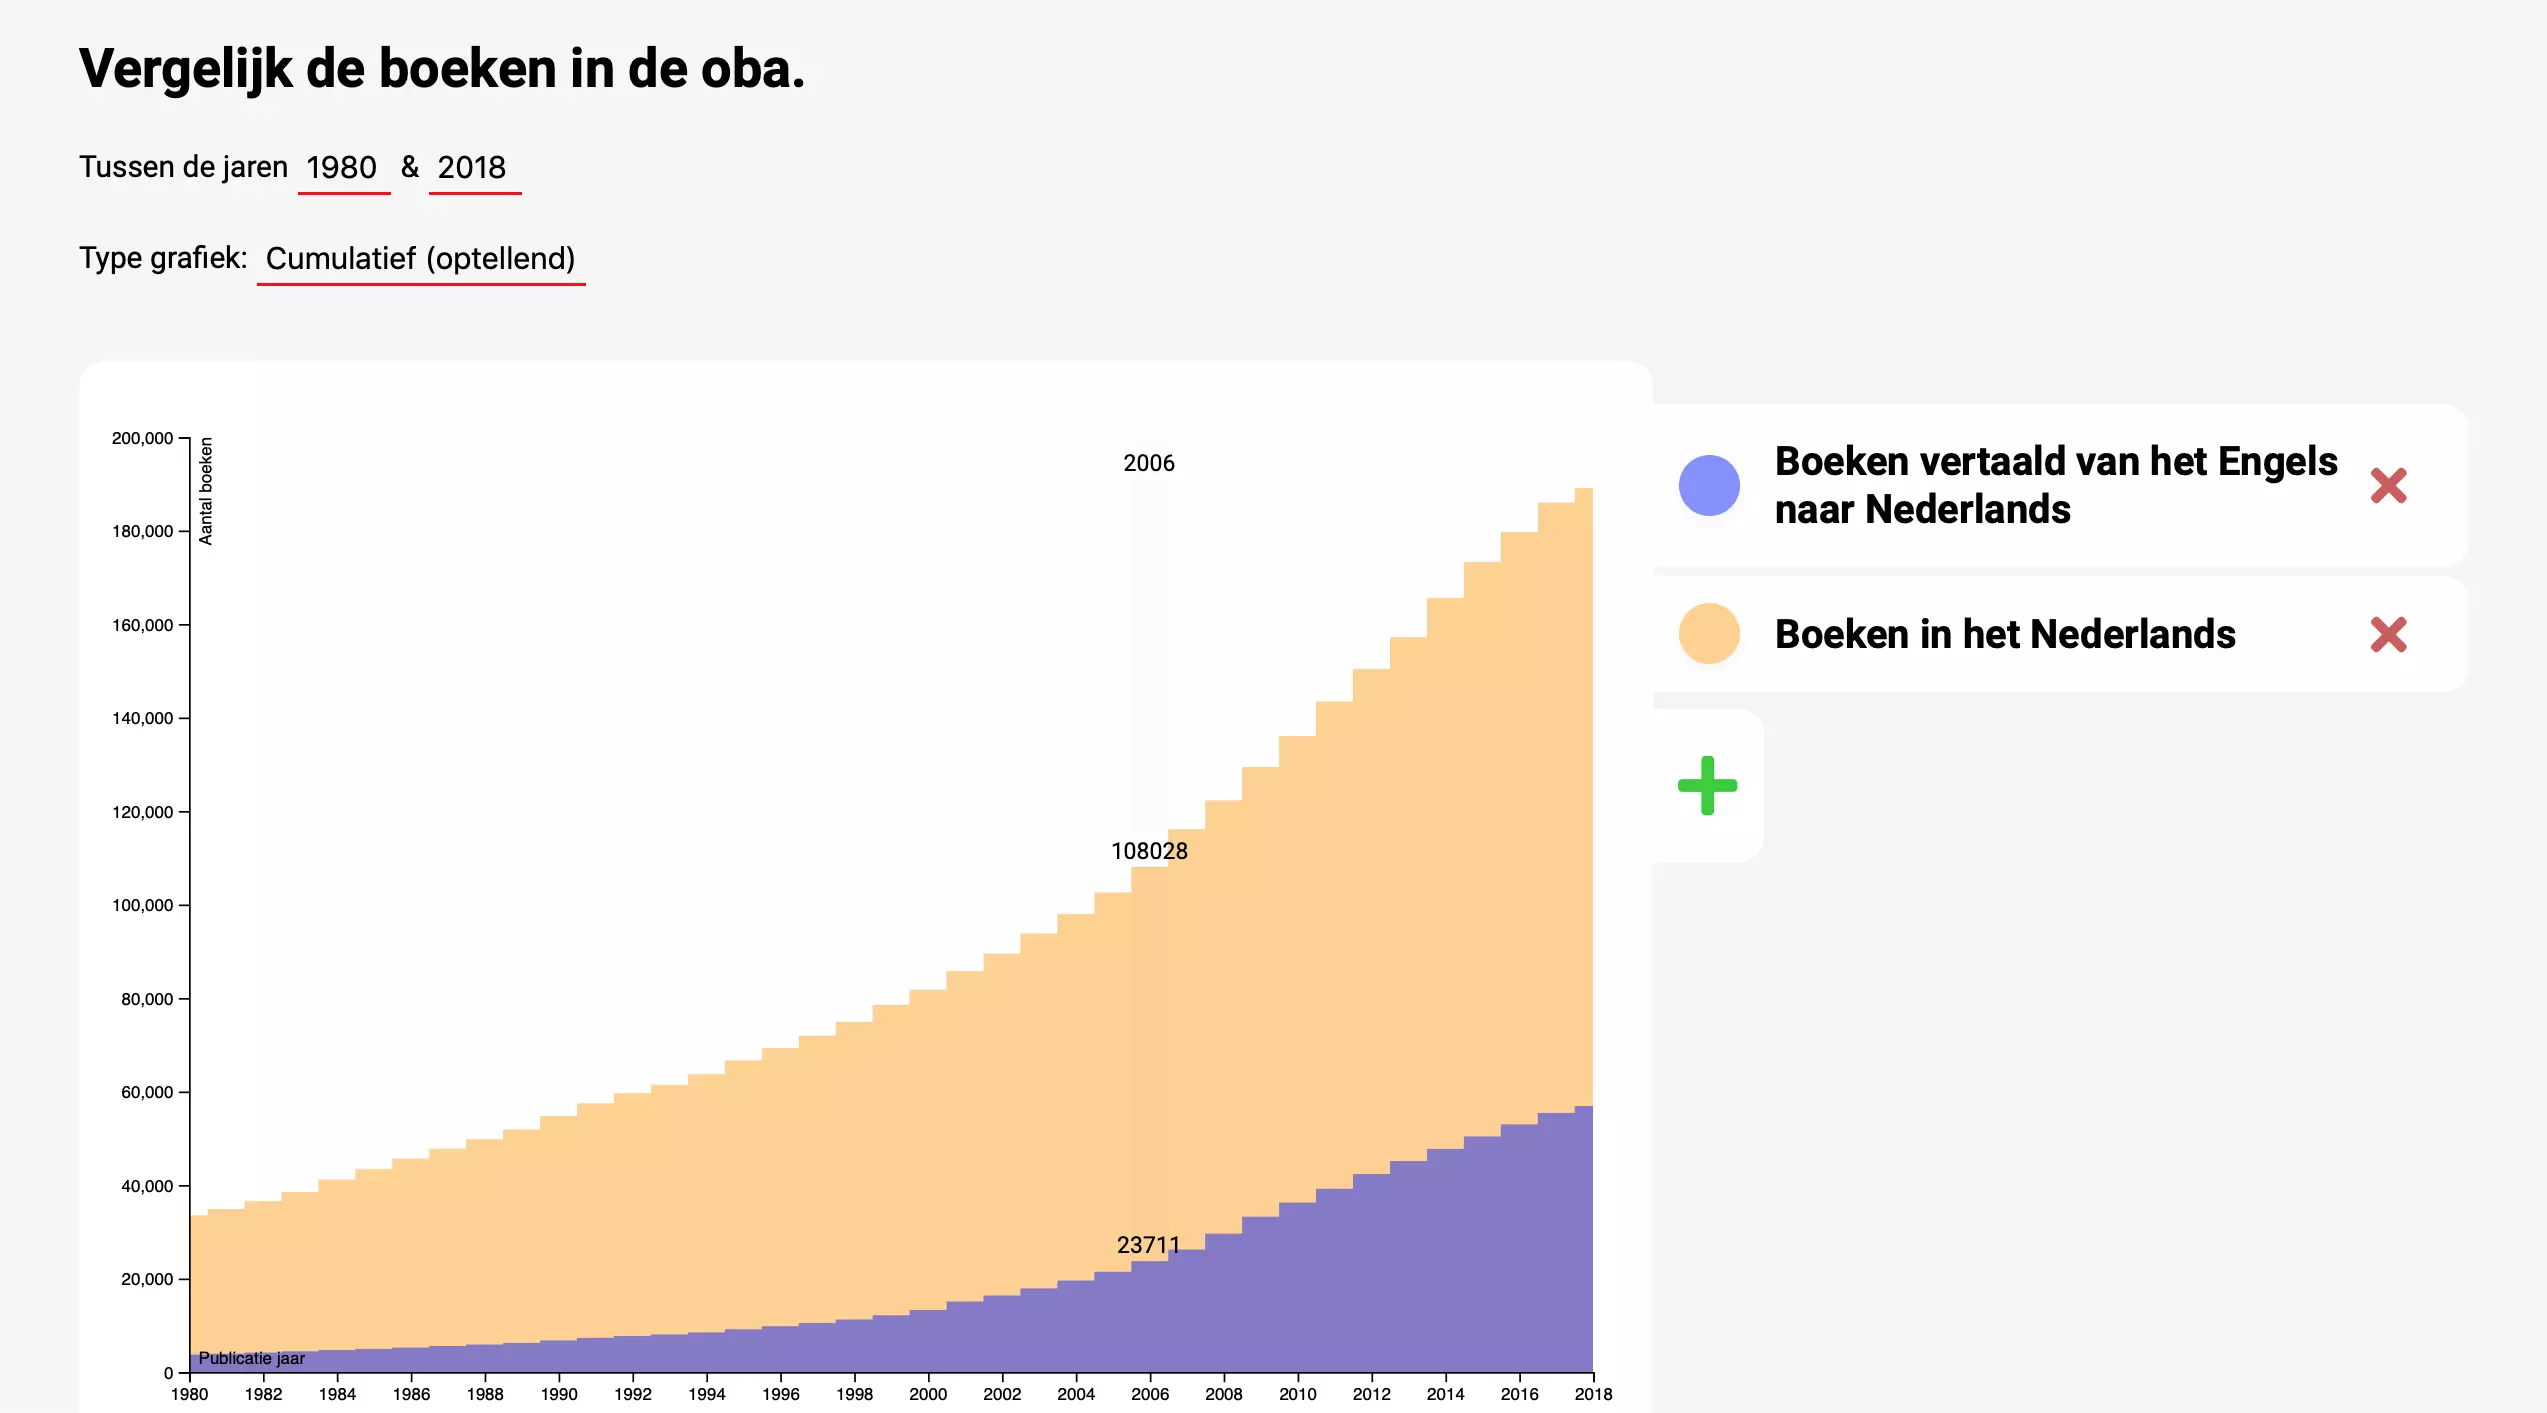 Vergelijk de boeken in de oba.
Tussen de jaren 1980 & 2018
Type grafiek: Cumulatief (optellend)
200,000
180,000
160,000
140,000
120,000
100,000
80,000
60,000
40,000
20,000
0
Aantal boeken
2006
108028
23711
Publicatie jaar
1980 1982 1984 1986 1988 1990 1992 1994 1996 1998 2000 2002 2004 2006 2008 2010 2012 2014 2016 2018
Boeken vertaald van het Engels
naar Nederlands
Boeken in het Nederlands